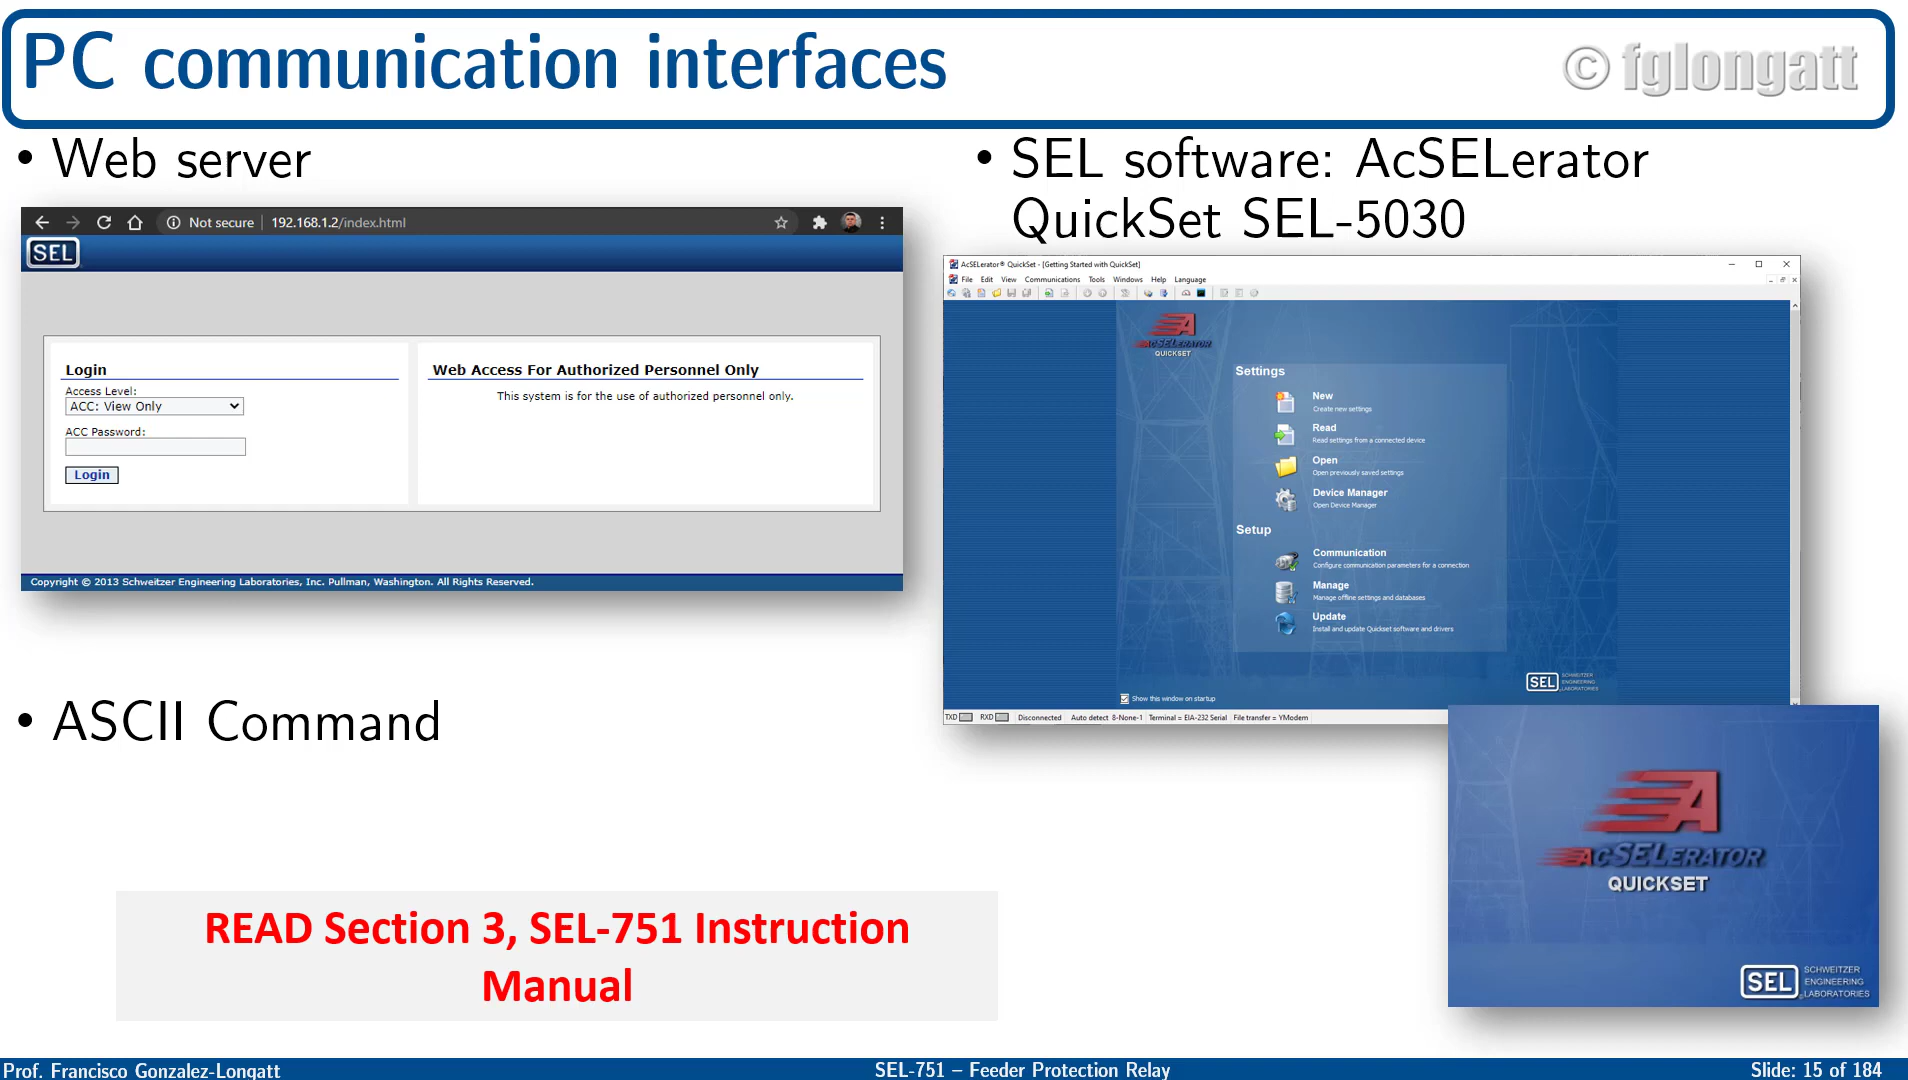 PC communication interfaces
© fglongatt
• Web server
Not secure | 192.168.1.2/index.html
SEL
Login
Access Level:
ACC: View Only
ACC Password:
Login
Web Access For Authorized Personnel Only
This system is for the use of authorized personnel only.
Copyright © 2013 Schweitzer Engineering Laboratories, Inc. Pullman, Washington. All Rights Reserved.
• ASCII Command
READ Section 3, SEL-751 Instruction
Manual
• SEL software: AcSELerator
QuickSet SEL-5030
AcSELerator® QuickSet - [Getting Started with QuickSet]
File Edit View Communications Tools Windows Help Language
AcSELerator
QUICKSET
Settings
New
Create new settings
Read
Read settings from a connected device
Open
Open previously saved settings
Device Manager
Open Device Manager
Setup
Communication
Configure communication parameters for a connection
Manage
Manage offline settings and databases
Update
Install and update Quickset software and drivers
SEL SCHWEITZER
ENGINEERING
LABORATORIES
Show this window on startup
TXD RXD Disconnected Auto detect 8-None-1 Terminal = EIA-232 Serial File transfer = YModem
A
AcSELERATOR
QUICKSET
SEL SCHWEITZER
ENGINEERING
LABORATORIES
Prof. Francisco Gonzalez-Longatt
SEL-751 – Feeder Protection Relay
Slide: 15 of 184